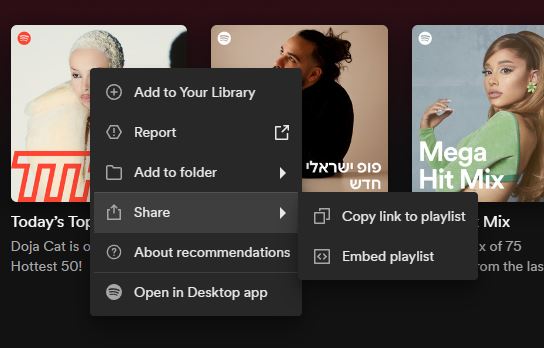 Add to Your Library
Report
Add to folder
Share
About recommendations
Open in Desktop app
Copy link to playlist
Embed playlist
פופ ישראלי
חדש
Mega
Hit Mix
Today's Top
Doja Cat is o
Hottest 50!
Mix
x of 75
rom the las